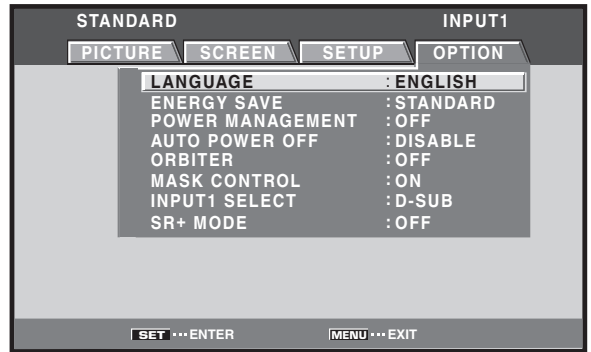 STANDARD INPUT1
PICTURE SCREEN SETUP OPTION
LANGUAGE : ENGLISH
ENERGY SAVE : STANDARD
POWER MANAGEMENT : OFF
AUTO POWER OFF : DISABLE
ORBITER : OFF
MASK CONTROL : ON
INPUT1 SELECT : D-SUB
SR+ MODE : OFF
SET ··· ENTER MENU ··· EXIT